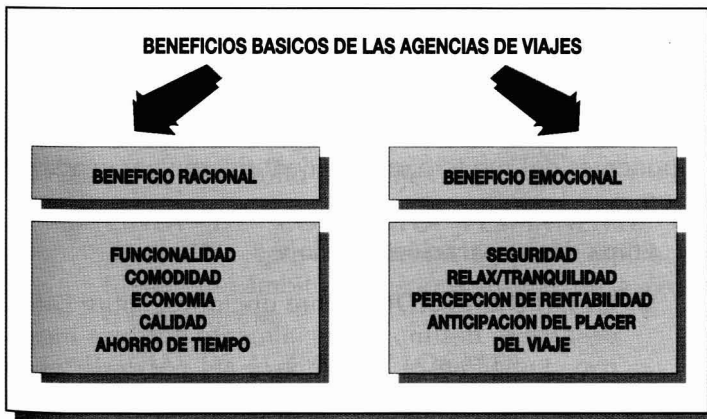 BENEFICIOS BASICOS DE LAS AGENCIAS DE VIAJES
BENEFICIO RACIONAL
FUNCIONALIDAD
COMODIDAD
ECONOMIA
CALIDAD
AHORRO DE TIEMPO
BENEFICIO EMOCIONAL
SEGURIDAD
RELAX/TRANQUILIDAD
PERCEPCION DE RENTABILIDAD
ANTICIPACION DEL PLACER
DEL VIAJE